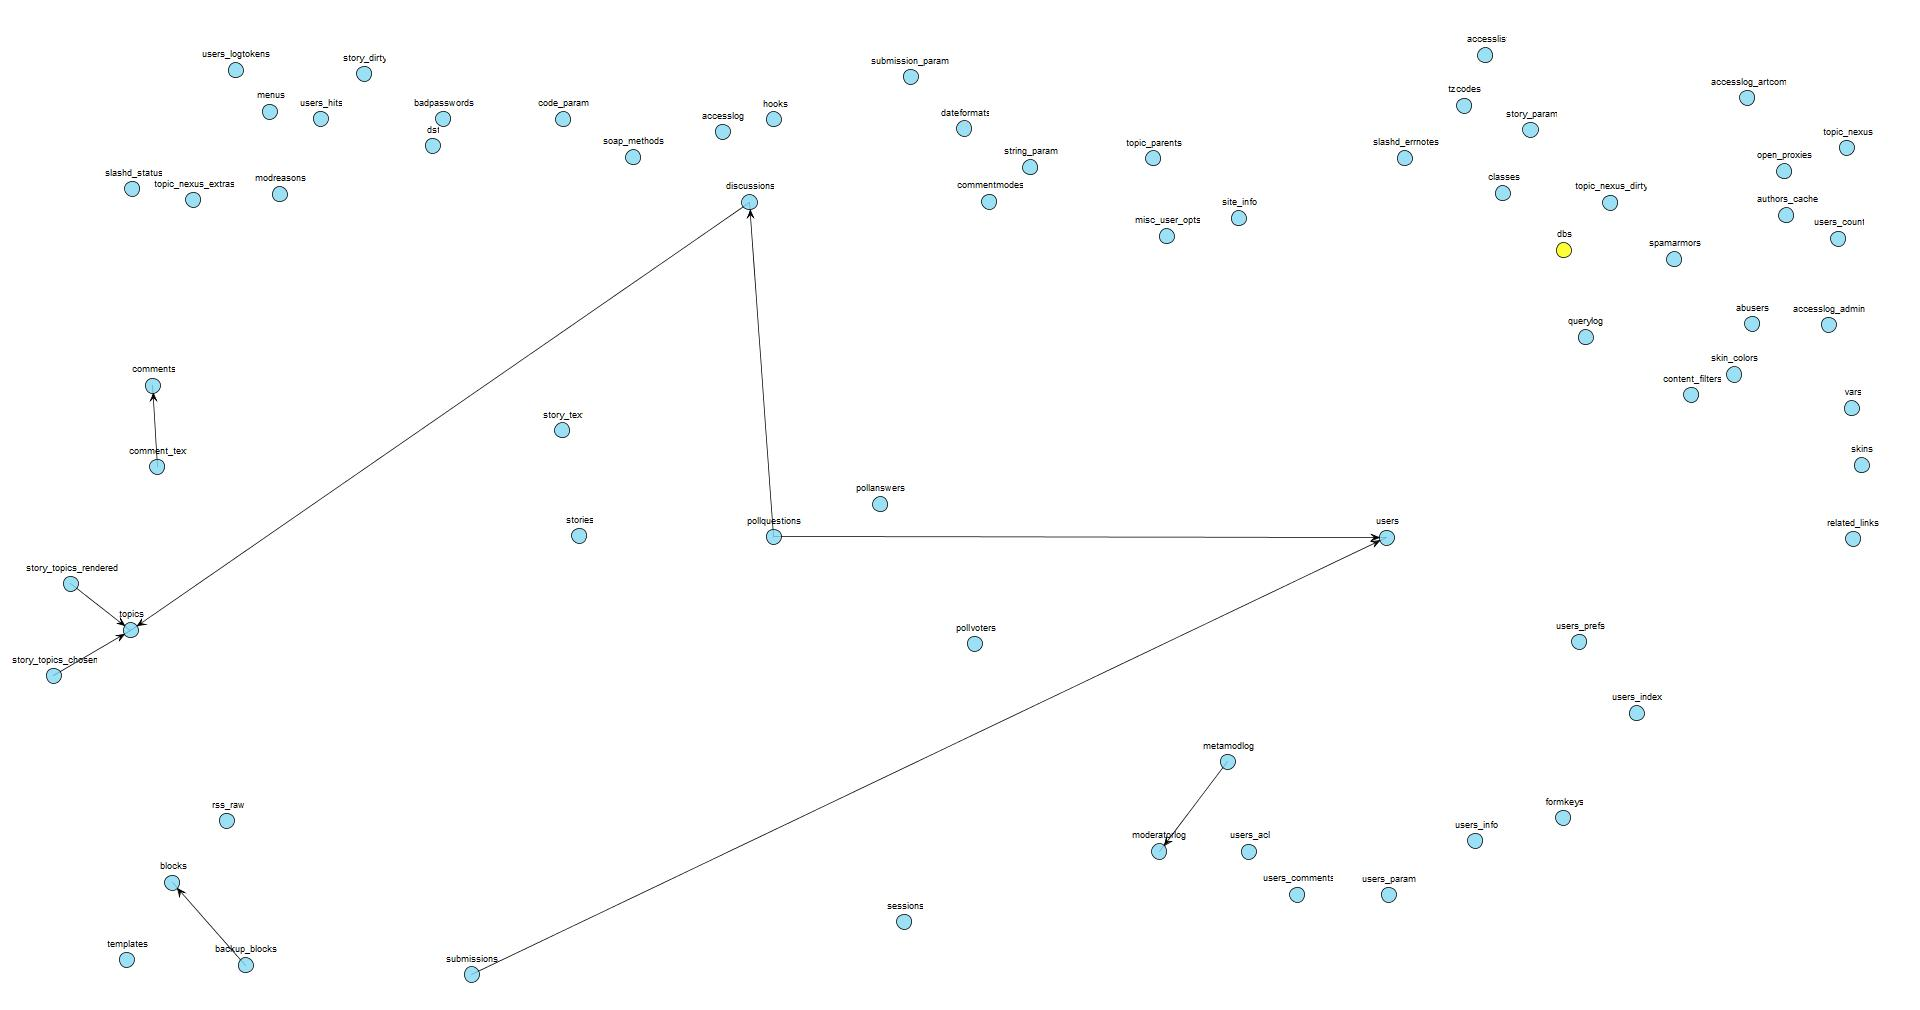 accesslis
users_logtokens
story_dirty
submission_param
accesslog_artcom
tzcodes
menus
users_hits
badpasswords
code_param
hooks
accesslog
dateformats
story_param
dst
soap_methods
string_param
topic_parents
slashd_errnotes
topic_nexus
open_proxies
slashd_status
topic_nexus_extras
modreasons
discussions
commentmodes
classes
topic_nexus_dirty
authors_cache
site_info
misc_user_opts
users_count
dbs
spamarmors
abusers
accesslog_admin
querylog
skin_colors
comments
content_filters
vars
story_tex
comment_tex
skins
pollanswers
stories
pollquestions
users
related_links
story_topics_rendered
topics
pollvoters
users_prefs
story_topics_chosen
users_index
metamodlog
rss_raw
formkeys
moderatorlog
users_acl
users_info
blocks
users_comments
users_param
sessions
templates
backup_blocks
submissions